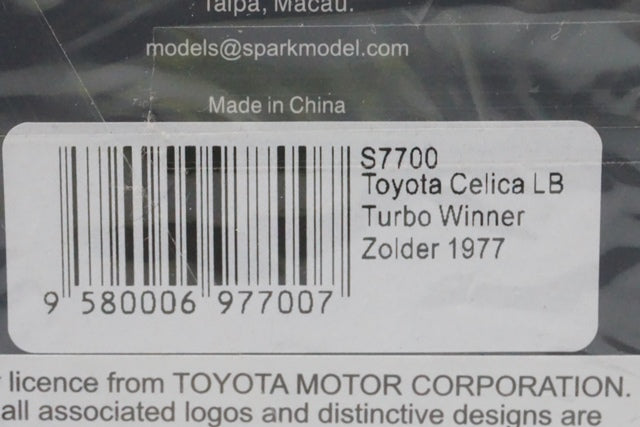 Taipa, Macau.
models@sparkmodel.com
Made in China
S7700
Toyota Celica LB
Turbo Winner
Zolder 1977
9 580006 977007
licence from TOYOTA MOTOR CORPORATION.
all associated logos and distinctive designs are